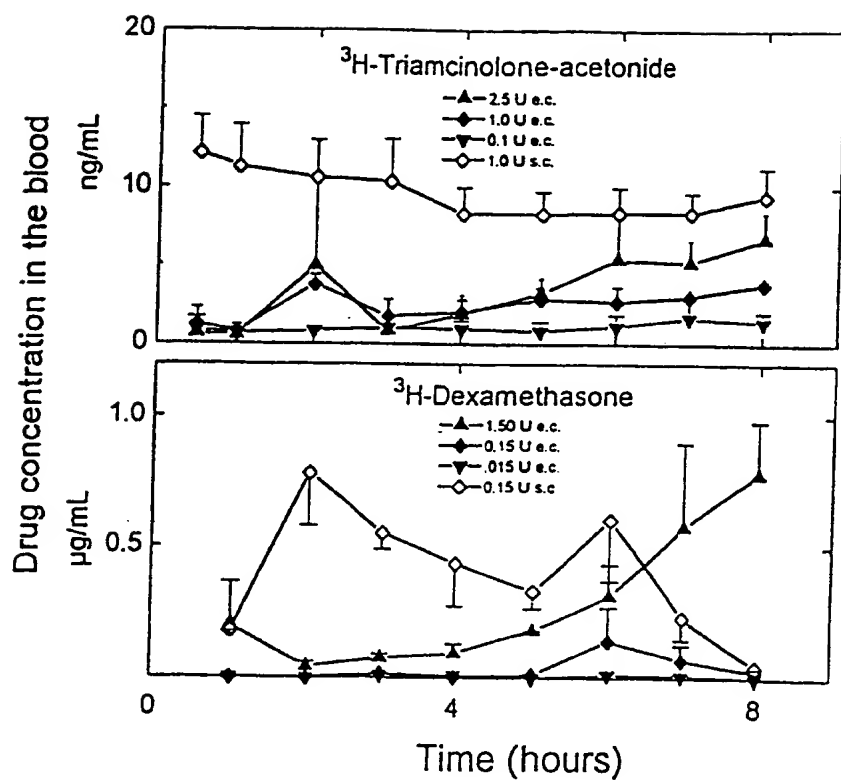 20
³H-Triamcinolone-acetonide
2.5 U e.c.
1.0 U e.c.
0.1 U e.c.
1.0 U s.c.
10
0
ng/mL
Drug concentration in the blood
³H-Dexamethasone
1.50 U e.c.
0.15 U e.c.
.015 U e.c.
0.15 U s.c
1.0
0.5
µg/mL
0
4
8
Time (hours)